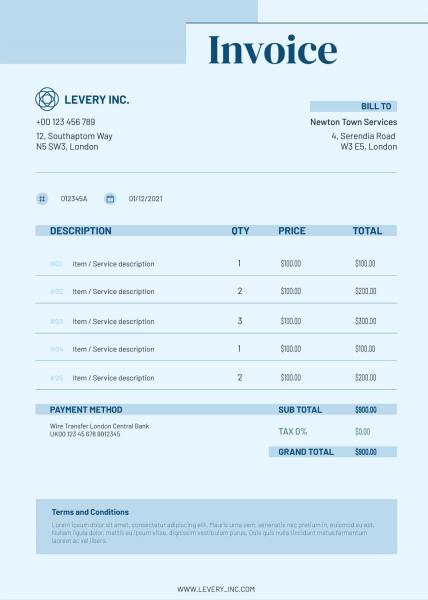 Invoice
LEVERY INC.
BILL TO
+00 123 456 789
Newton Town Services
12, Southaptom Way
4, Serendia Road
N5 SW3, London
W3 E5, London
# 012345A 01/12/2021
DESCRIPTION QTY PRICE TOTAL
#01 Item / Service description 1 $100.00 $100.00
#02 Item / Service description 2 $100.00 $200.00
#03 Item / Service description 3 $100.00 $300.00
#04 Item / Service description 1 $100.00 $100.00
#05 Item / Service description 2 $100.00 $200.00
PAYMENT METHOD SUB TOTAL $900.00
Wire Transfer London Central Bank
UK00 123 45 678 9012345
TAX 0% $0.00
GRAND TOTAL $900.00
Terms and Conditions
Lorem ipsum dolor sit amet, consectetur adipiscing elit. Mauris urna sem, venenatis nec pretium in, euismod eu est.
Nullam ligula dolor, mattis eu ipsum vitae, dignissim vestibulum purus. Duis quis nulla tincidunt metus fermentum
laoreet ac vel libero.
WWW.LEVERY_INC.COM